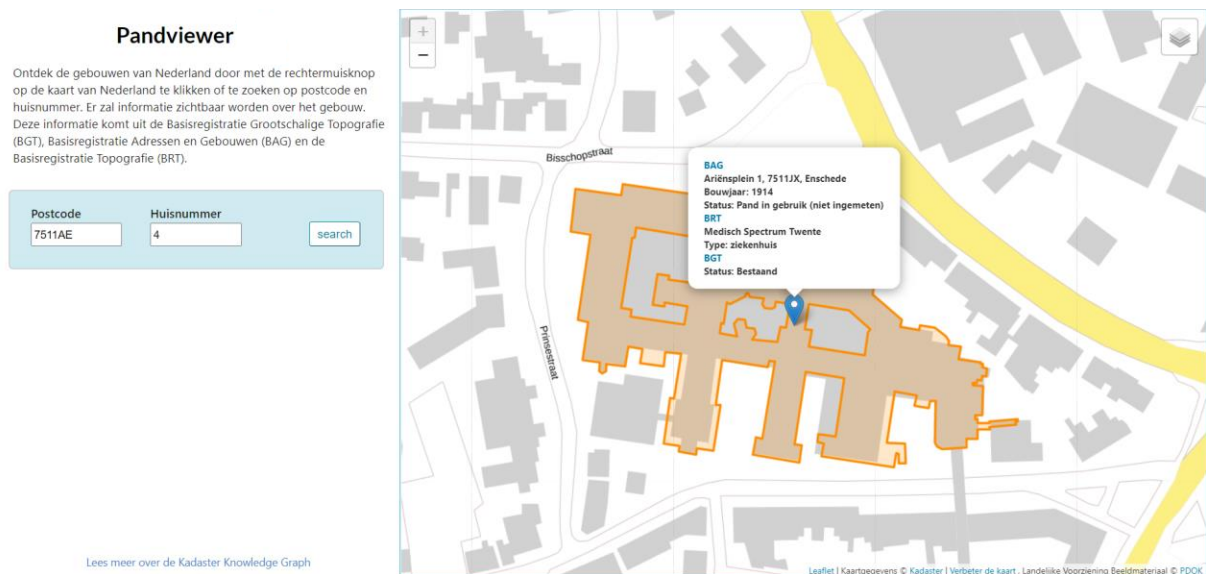 Pandviewer
Ontdek de gebouwen van Nederland door met de rechtermuisknop
op de kaart van Nederland te klikken of te zoeken op postcode en
huisnummer. Er zal informatie zichtbaar worden over het gebouw.
Deze informatie komt uit de Basisregistratie Grootschalige Topografie
(BGT), Basisregistratie Adressen en Gebouwen (BAG) en de
Basisregistratie Topografie (BRT).
Postcode Huisnummer
7511AE 4 search
Lees meer over de Kadaster Knowledge Graph
+
−
Bisschopstraat
Prinsestraat
BAG
Ariënsplein 1, 7511JX, Enschede
Bouwjaar: 1914
Status: Pand in gebruik (niet ingemeten)
BRT
Medisch Spectrum Twente
Type: ziekenhuis
BGT
Status: Bestaand
Leaflet | Kaartgegevens © Kadaster | Verbeter de kaart , Landelijke Voorziening Beeldmateriaal © PDOK